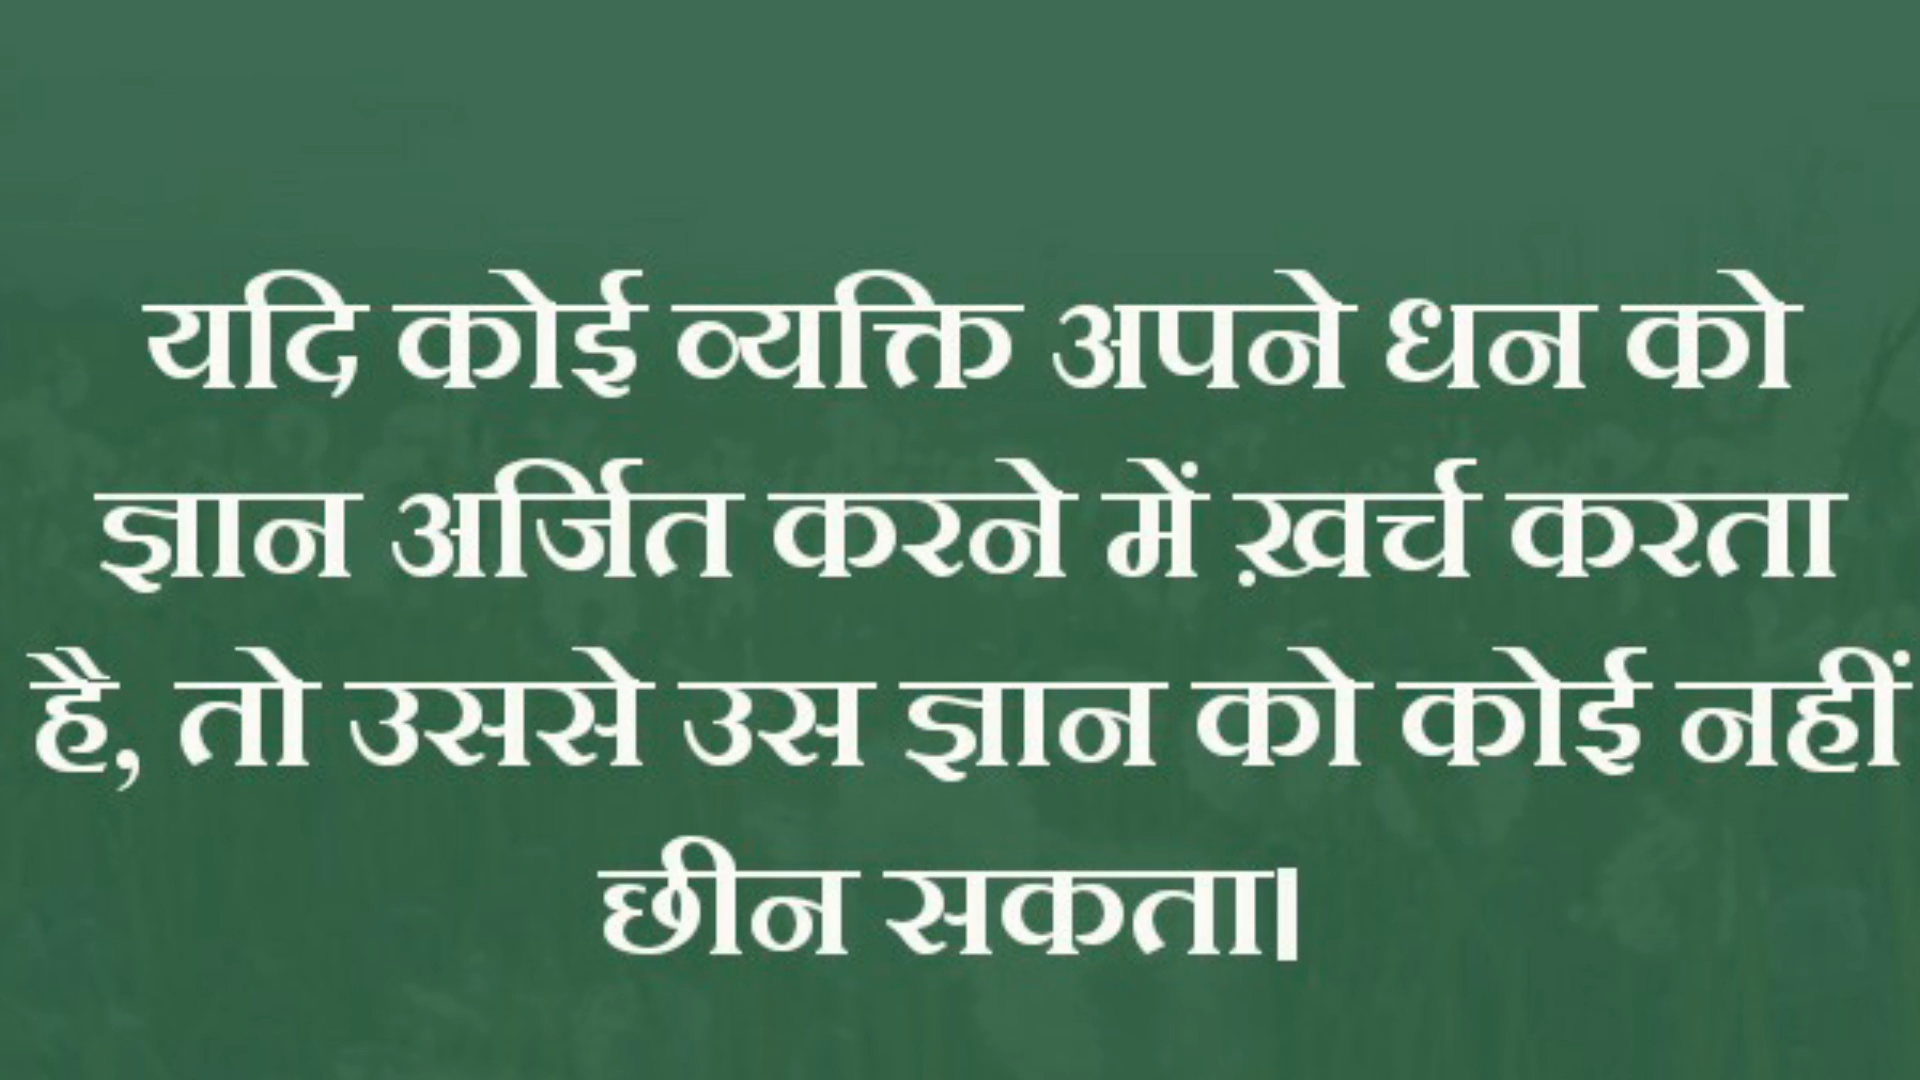 यदि कोई व्यक्ति अपने धन को
ज्ञान अर्जित करने में ख़र्च करता
है, तो उससे उस ज्ञान को कोई नहीं
छीन सकता।